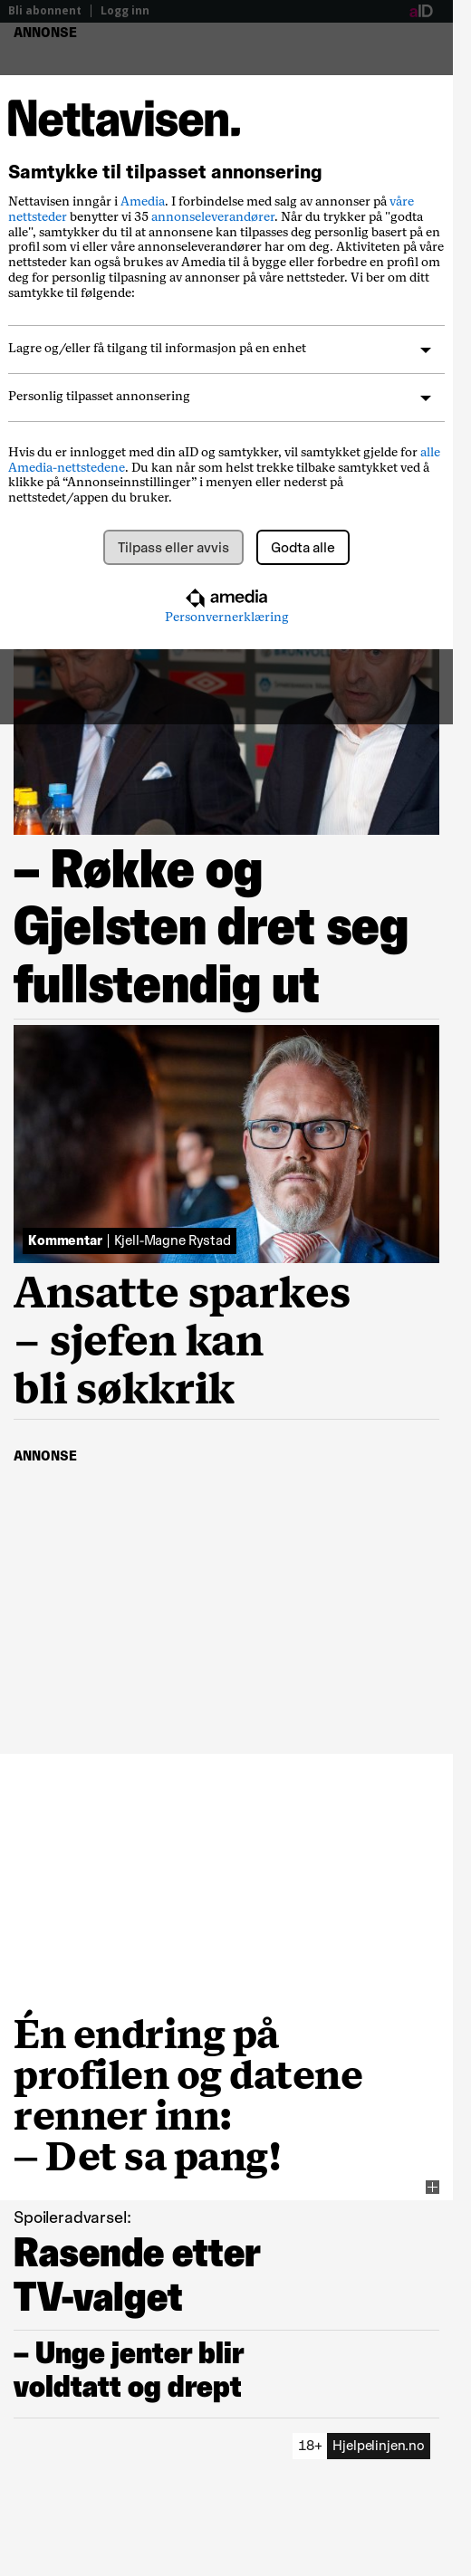 Bli abonnent | Logg inn
aID
ANNONSE
Nettavisen.
Samtykke til tilpasset annonsering
Nettavisen inngår i Amedia. I forbindelse med salg av annonser på våre
nettsteder benytter vi 35 annonseleverandører. Når du trykker på "godta
alle", samtykker du til at annonsene kan tilpasses deg personlig basert på en
profil som vi eller våre annonseleverandører har om deg. Aktiviteten på våre
nettsteder kan også brukes av Amedia til å bygge eller forbedre en profil om
deg for personlig tilpasning av annonser på våre nettsteder. Vi ber om ditt
samtykke til følgende:
Lagre og/eller få tilgang til informasjon på en enhet
Personlig tilpasset annonsering
Hvis du er innlogget med din aID og samtykker, vil samtykket gjelde for alle
Amedia-nettstedene. Du kan når som helst trekke tilbake samtykket ved å
klikke på “Annonseinnstillinger” i menyen eller nederst på
nettstedet/appen du bruker.
Tilpass eller avvis
Godta alle
amedia
Personvernerklæring
– Røkke og
Gjelsten dret seg
fullstendig ut
Kommentar | Kjell-Magne Rystad
Ansatte sparkes
– sjefen kan
bli søkkrik
ANNONSE
Én endring på
profilen og datene
renner inn:
– Det sa pang!
Spoileradvarsel:
Rasende etter
TV-valget
– Unge jenter blir
voldtatt og drept
18+ Hjelpelinjen.no